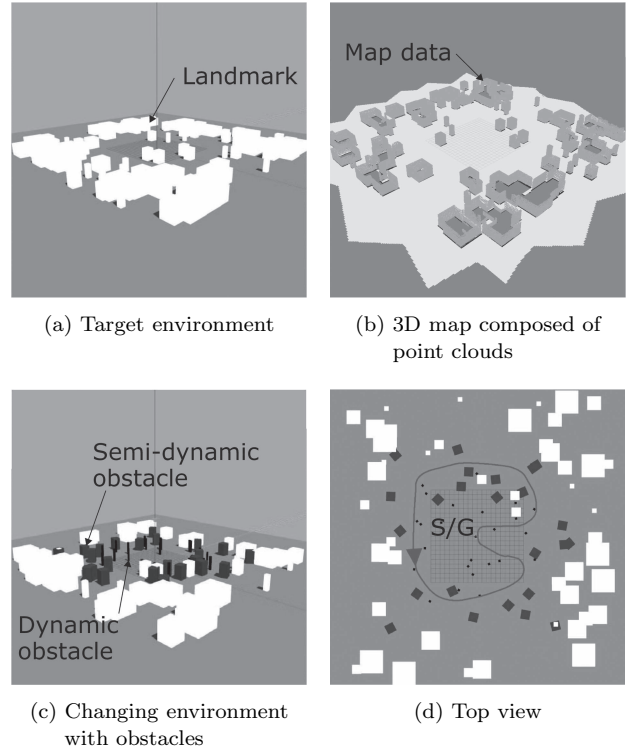 Landmark
Map data
(a) Target environment
(b) 3D map composed of
point clouds
Semi-dynamic
obstacle
Dynamic
obstacle
S/G
(c) Changing environment
with obstacles
(d) Top view